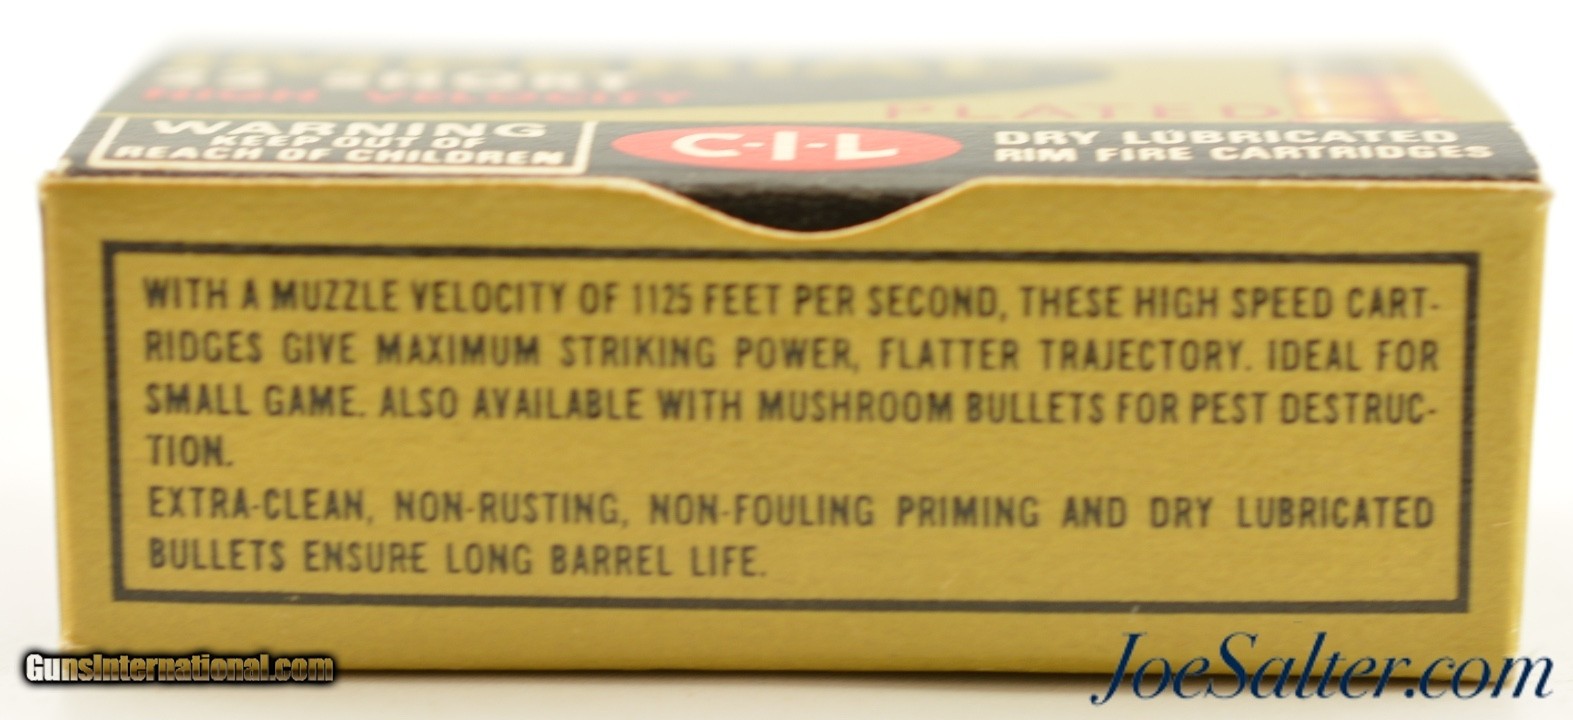 SHORT
HIGH VELOCITY
PLATED
WARNING
KEEP OUT OF
REACH OF CHILDREN
C·I·L
DRY LUBRICATED
RIM FIRE CARTRIDGES
WITH A MUZZLE VELOCITY OF 1125 FEET PER SECOND, THESE HIGH SPEED CART-
RIDGES GIVE MAXIMUM STRIKING POWER, FLATTER TRAJECTORY. IDEAL FOR
SMALL GAME. ALSO AVAILABLE WITH MUSHROOM BULLETS FOR PEST DESTRUC-
TION.
EXTRA-CLEAN, NON-RUSTING, NON-FOULING PRIMING AND DRY LUBRICATED
BULLETS ENSURE LONG BARREL LIFE.
GunsInternational.com
JoeSalter.com